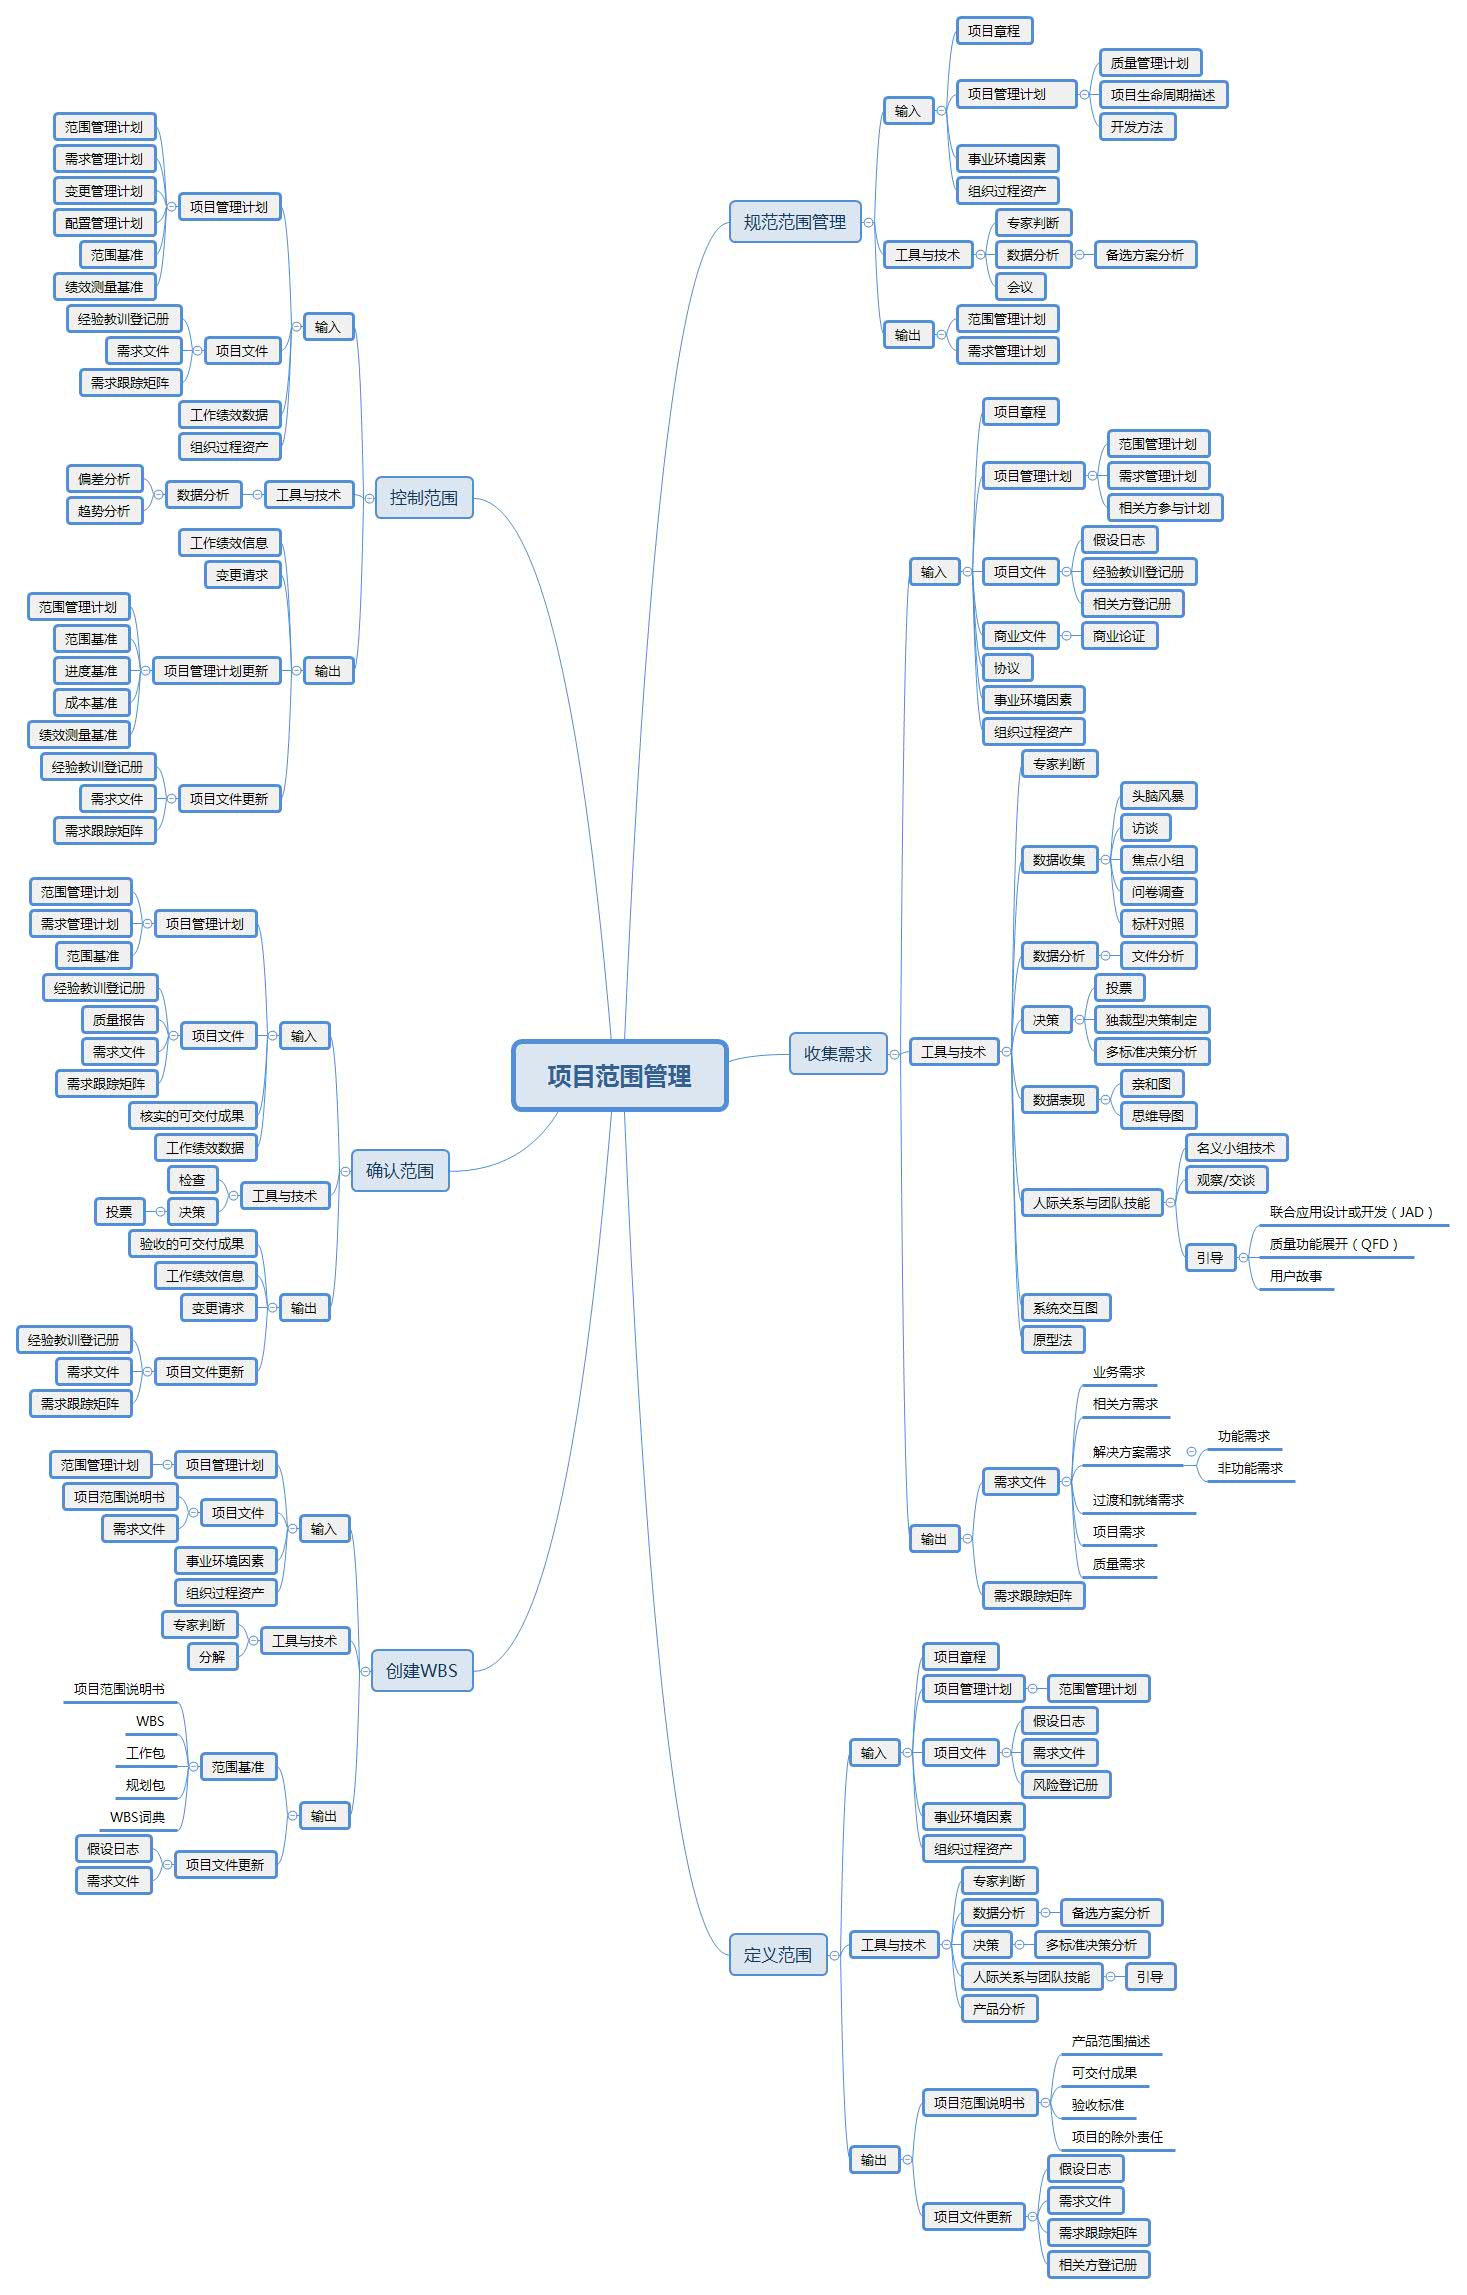 项目范围管理
规范范围管理
输入
项目章程
项目管理计划
质量管理计划
项目生命周期描述
开发方法
事业环境因素
组织过程资产
工具与技术
专家判断
数据分析
备选方案分析
会议
输出
范围管理计划
需求管理计划
收集需求
输入
项目章程
项目管理计划
范围管理计划
需求管理计划
相关方参与计划
项目文件
假设日志
经验教训登记册
相关方登记册
商业文件
商业论证
协议
事业环境因素
组织过程资产
工具与技术
专家判断
数据收集
头脑风暴
访谈
焦点小组
问卷调查
标杆对照
数据分析
文件分析
决策
投票
独裁型决策制定
多标准决策分析
数据表现
亲和图
思维导图
人际关系与团队技能
名义小组技术
观察/交谈
引导
联合应用设计或开发（JAD）
质量功能展开（QFD）
用户故事
系统交互图
原型法
输出
需求文件
业务需求
相关方需求
解决方案需求
功能需求
非功能需求
过渡和就绪需求
项目需求
质量需求
需求跟踪矩阵
定义范围
输入
项目章程
项目管理计划
范围管理计划
项目文件
假设日志
需求文件
风险登记册
事业环境因素
组织过程资产
工具与技术
专家判断
数据分析
备选方案分析
决策
多标准决策分析
人际关系与团队技能
引导
产品分析
输出
项目范围说明书
产品范围描述
可交付成果
验收标准
项目的除外责任
项目文件更新
假设日志
需求文件
需求跟踪矩阵
相关方登记册
控制范围
输入
项目管理计划
范围管理计划
需求管理计划
变更管理计划
配置管理计划
范围基准
绩效测量基准
项目文件
经验教训登记册
需求文件
需求跟踪矩阵
工作绩效数据
组织过程资产
工具与技术
数据分析
偏差分析
趋势分析
输出
工作绩效信息
变更请求
项目管理计划更新
范围管理计划
范围基准
进度基准
成本基准
绩效测量基准
项目文件更新
经验教训登记册
需求文件
需求跟踪矩阵
确认范围
输入
项目管理计划
范围管理计划
需求管理计划
范围基准
项目文件
经验教训登记册
质量报告
需求文件
需求跟踪矩阵
核实的可交付成果
工作绩效数据
工具与技术
检查
决策
投票
输出
验收的可交付成果
工作绩效信息
变更请求
项目文件更新
经验教训登记册
需求文件
需求跟踪矩阵
创建WBS
输入
项目管理计划
范围管理计划
项目文件
项目范围说明书
需求文件
事业环境因素
组织过程资产
工具与技术
专家判断
分解
输出
范围基准
项目范围说明书
WBS
工作包
规划包
WBS词典
项目文件更新
假设日志
需求文件